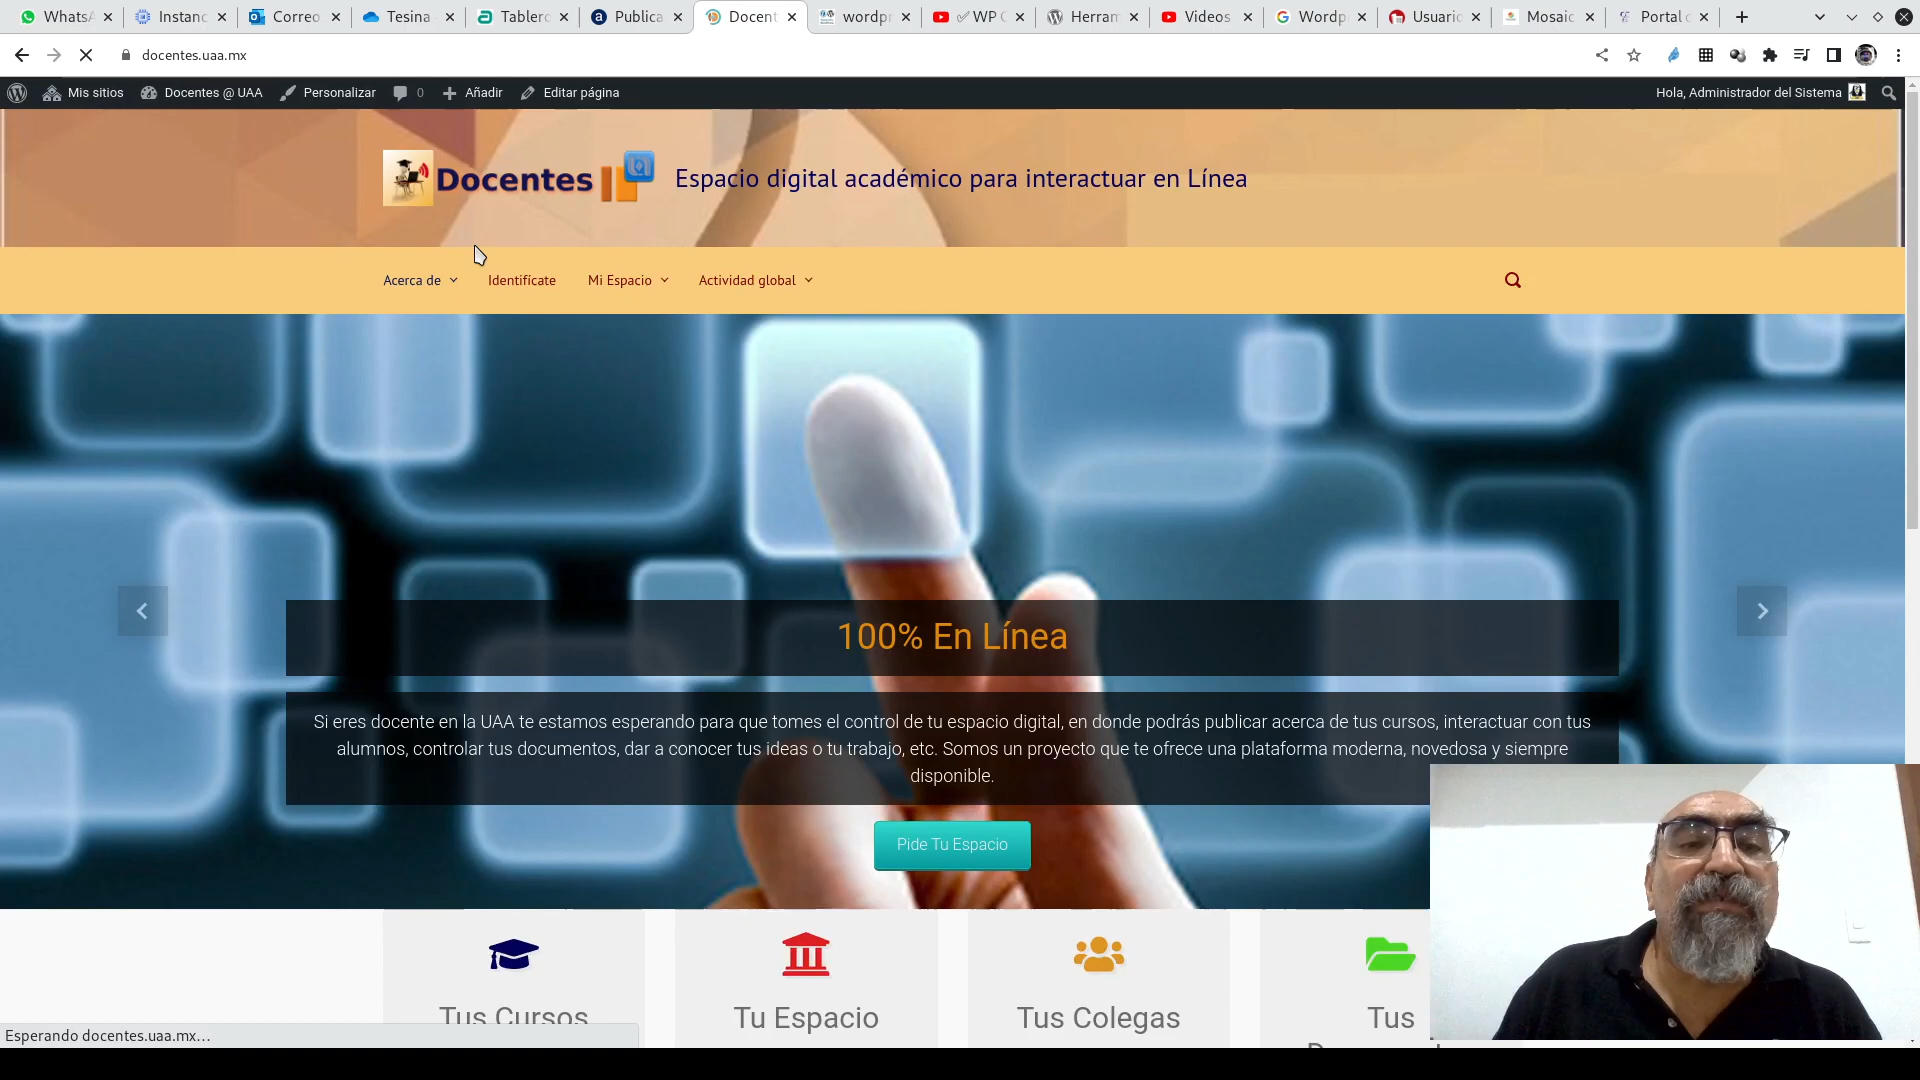 WhatsA
Instanc
Correo
Tesina
Tablero
Publica
Docent
wordpr
WP C
Herram
Videos
Wordp
Usuario
Mosaic
Portal
docentes.uaa.mx
Mis sitios
Docentes @ UAA
Personalizar
0
Añadir
Editar página
Hola, Administrador del Sistema
Docentes
Espacio digital académico para interactuar en Línea
Acerca de
Identifícate
Mi Espacio
Actividad global
100% En Línea
Si eres docente en la UAA te estamos esperando para que tomes el control de tu espacio digital, en donde podrás publicar acerca de tus cursos, interactuar con tus
alumnos, controlar tus documentos, dar a conocer tus ideas o tu trabajo, etc. Somos un proyecto que te ofrece una plataforma moderna, novedosa y siempre
disponible.
Pide Tu Espacio
Tus Cursos
Tu Espacio
Tus Colegas
Tus
Esperando docentes.uaa.mx...